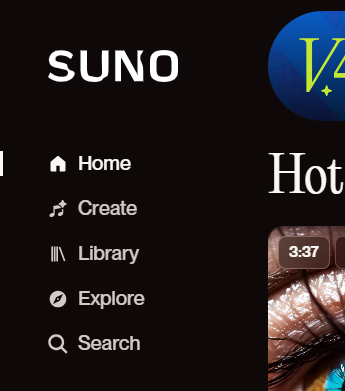 SUNO
V4
Home
Hot
Create
Library
3:37
Explore
Search